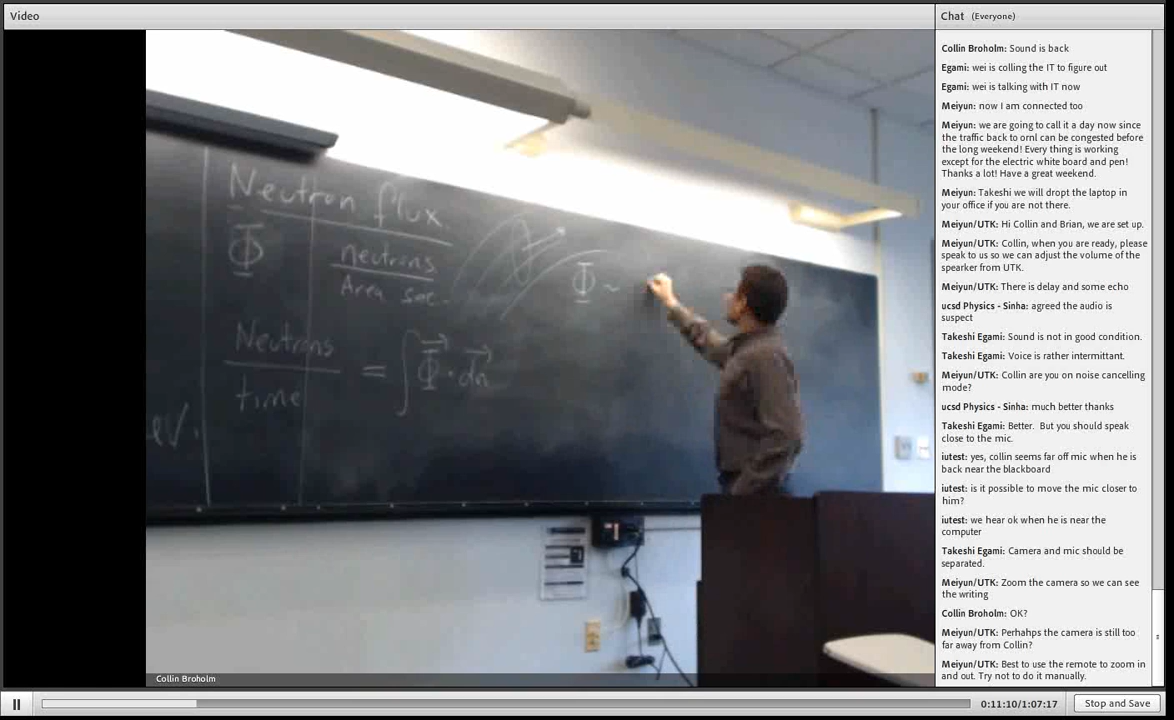 Video
Chat (Everyone)
Collin Broholm: Sound is back
Egami: wei is colling the IT to figure out
Egami: wei is talking with IT now
Meiyun: now I am connected too
Meiyun: we are going to call it a day now since
the traffic back to ornl can be congested before
the long weekend! Every thing is working
except for the electric white board and pen!
Thanks a lot! Have a great weekend.
Meiyun: Takeshi we will dropt the laptop in
your office if you are not there.
Meiyun/UTK: Hi Collin and Brian, we are set up.
Meiyun/UTK: Collin, when you are ready, please
speak to us so we can adjust the volume of the
spearker from UTK.
Meiyun/UTK: There is delay and some echo
ucsd Physics - Sinha: agreed the audio is
suspect
Takeshi Egami: Sound is not in good condition.
Takeshi Egami: Voice is rather intermittant.
Meiyun/UTK: Collin are you on noise cancelling
mode?
ucsd Physics - Sinha: much better thanks
Takeshi Egami: Better. But you should speak
close to the mic.
iutest: yes, collin seems far off mic when he is
back near the blackboard
iutest: is it possible to move the mic closer to
him?
iutest: we hear ok when he is near the
computer
Takeshi Egami: Camera and mic should be
separated.
Meiyun/UTK: Zoom the camera so we can see
the writing
Collin Broholm: OK?
Meiyun/UTK: Perhahps the camera is still too
far away from Collin?
Meiyun/UTK: Best to use the remote to zoom in
and out. Try not to do it manually.
Neutron flux
Φ
neutrons
Area sec.
Φ ~
Neutrons
time
= ∫ Φ⃗ · da⃗
eV.
Collin Broholm
0:11:10/1:07:17
Stop and Save